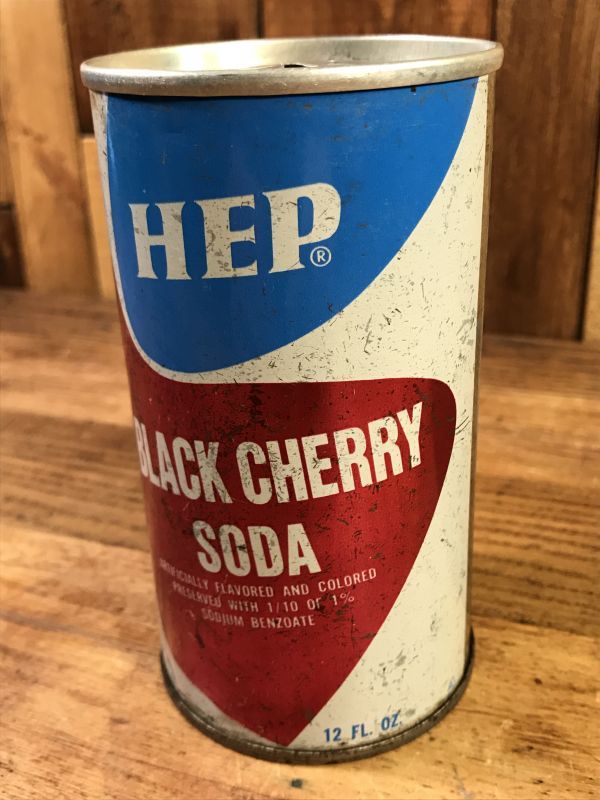 HEP®
BLACK CHERRY
SODA
ARTIFICIALLY FLAVORED AND COLORED
PRESERVED WITH 1/10 OF 1%
SODIUM BENZOATE
12 FL. OZ.